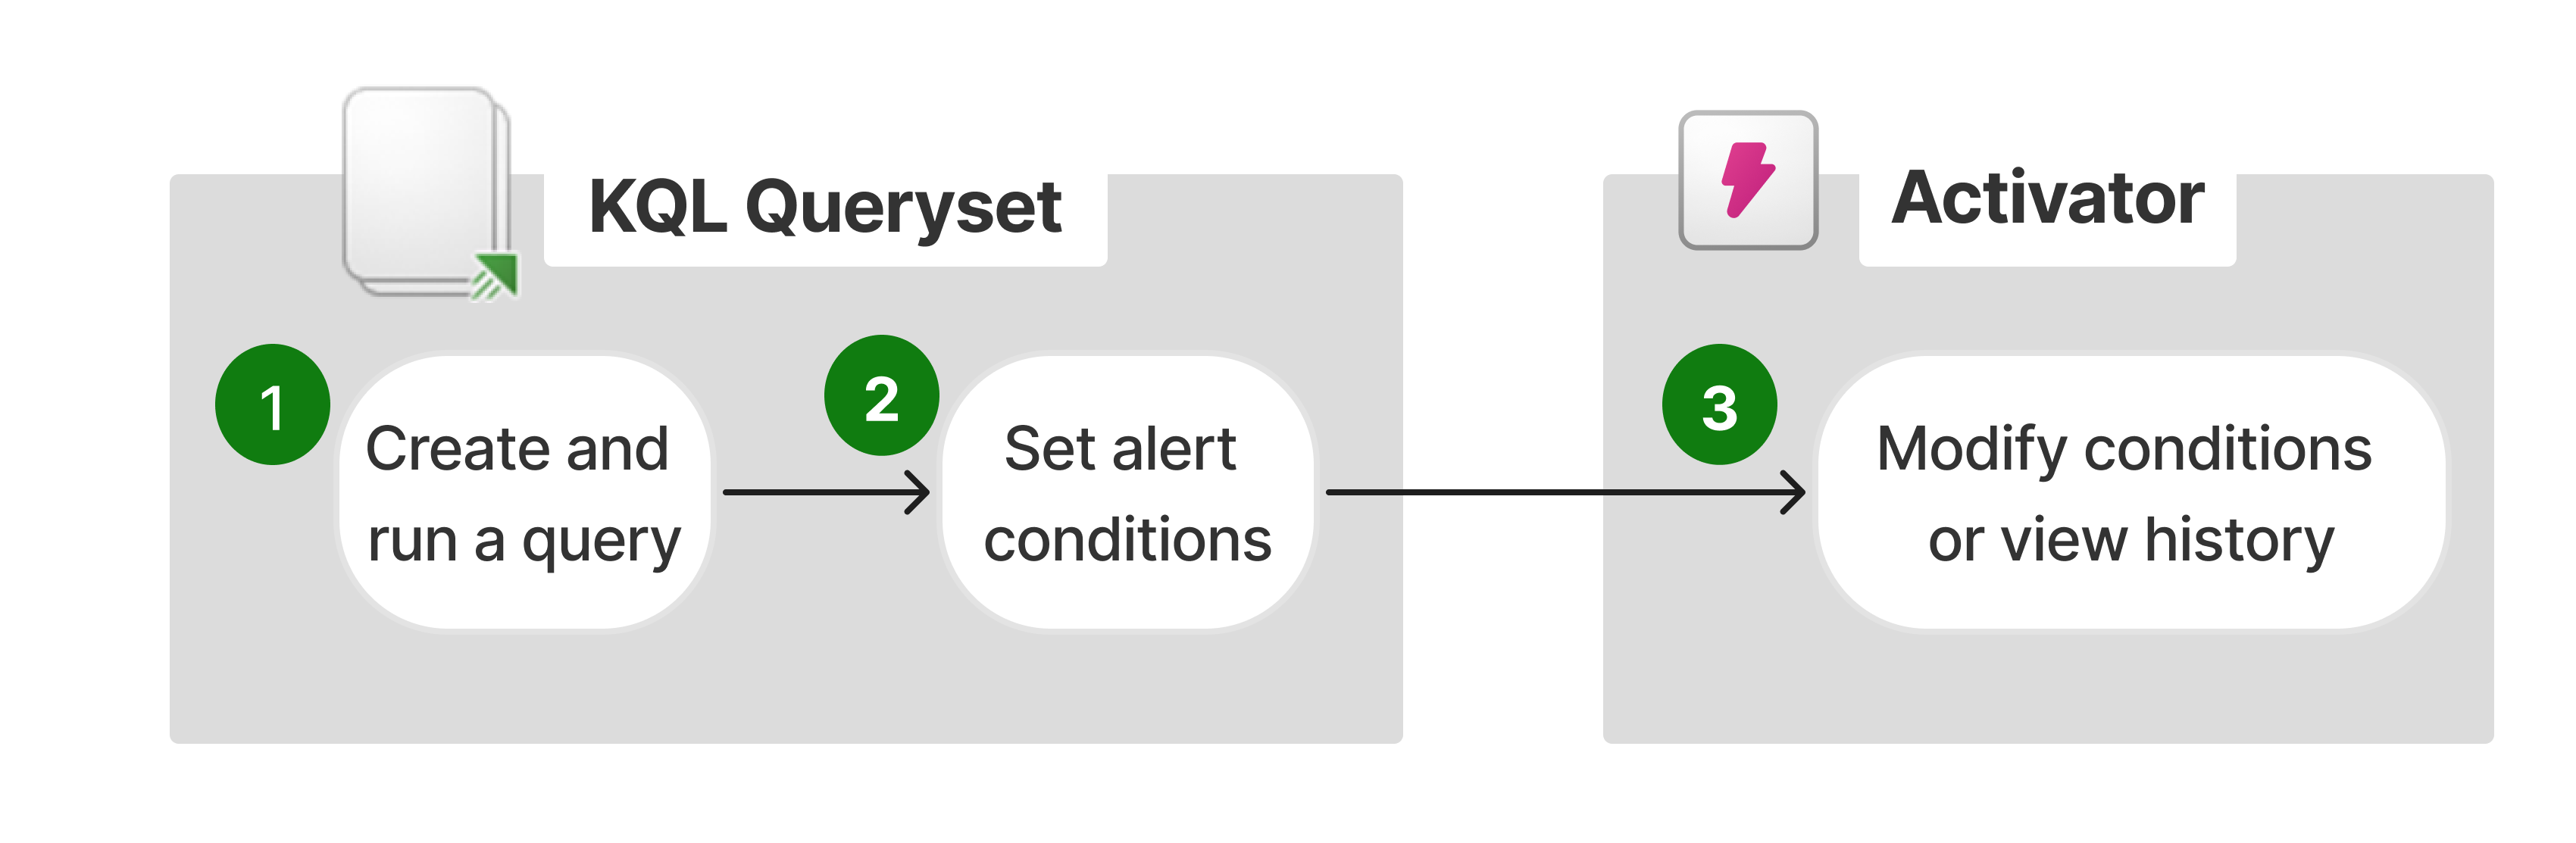 KQL Queryset
Activator
1
Create and
run a query
2
Set alert
conditions
3
Modify conditions
or view history